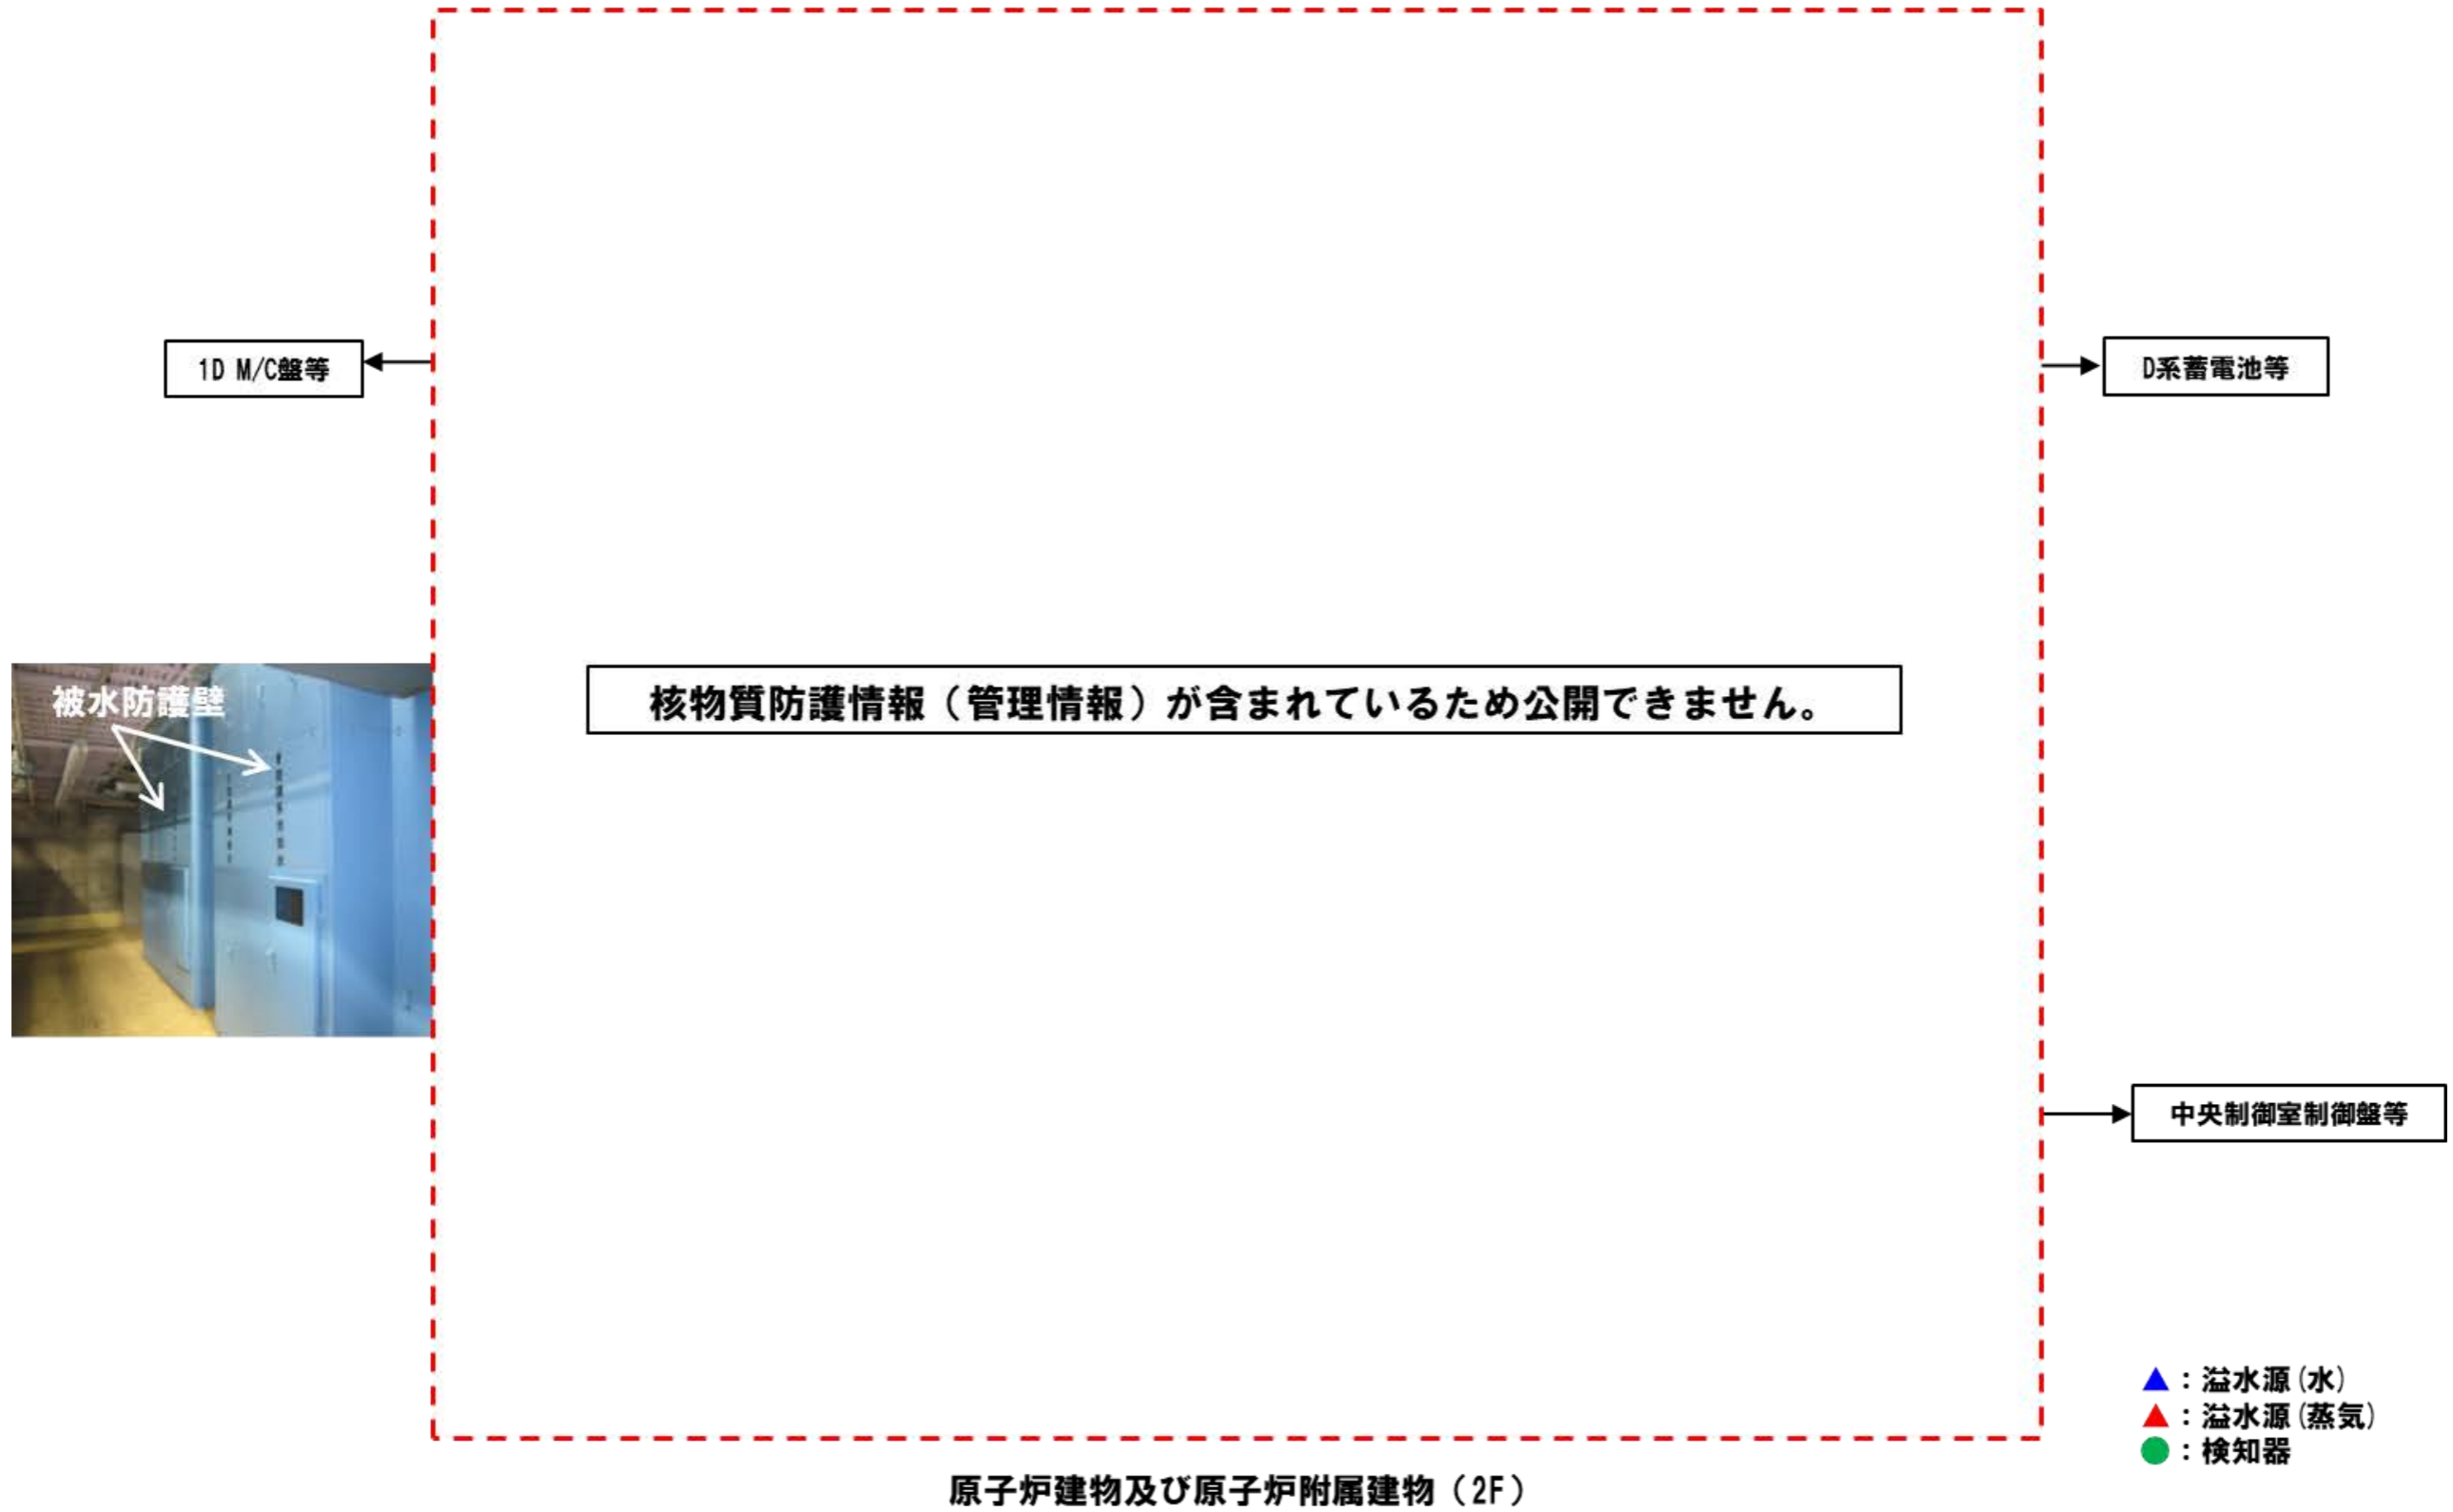 1D M/C盤等
D系蓄電池等
被水防護壁
核物質防護情報（管理情報）が含まれているため公開できません。
中央制御室制御盤等
▲：溢水源(水)
▲：溢水源(蒸気)
●：検知器
原子炉建物及び原子炉附属建物（2F）